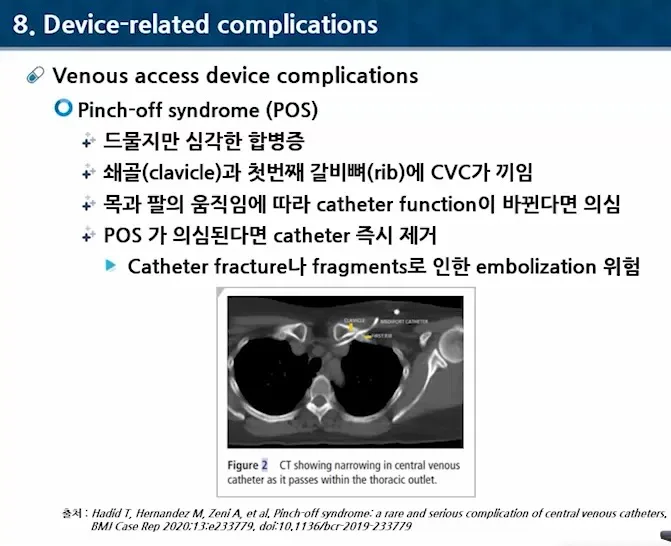 8. Device-related complications
Venous access device complications
Pinch-off syndrome (POS)
드물지만 심각한 합병증
쇄골(clavicle)과 첫번째 갈비뼈(rib)에 CVC가 끼임
목과 팔의 움직임에 따라 catheter function이 바뀐다면 의심
POS 가 의심된다면 catheter 즉시 제거
Catheter fracture나 fragments로 인한 embolization 위험
CLAVICLE
MEDIPORT CATHETER
FIRST RIB
Figure 2 CT showing narrowing in central venous
catheter as it passes within the thoracic outlet.
출처 : Hadid T, Hernandez M, Zeni A, et al. Pinch-off syndrome: a rare and serious complication of central venous catheters.
BMJ Case Rep 2020;13:e233779. doi:10.1136/bcr-2019-233779